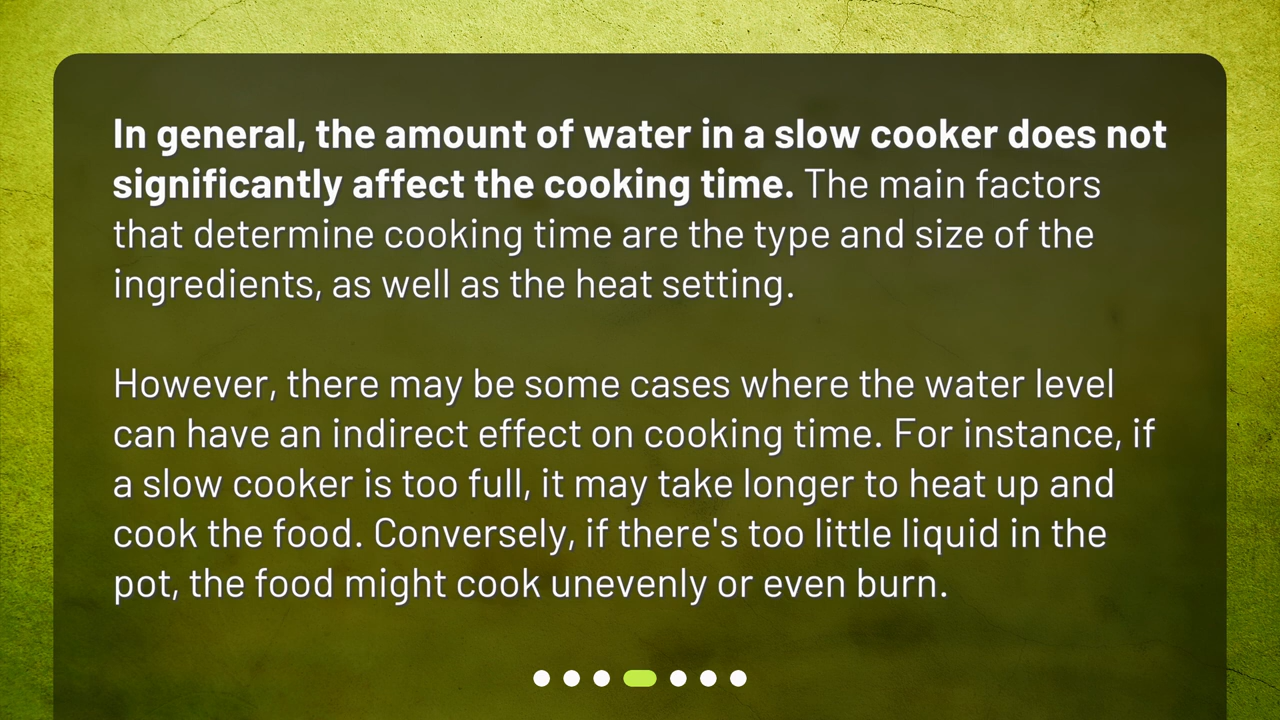 In general, the amount of water in a slow cooker does not
significantly affect the cooking time. The main factors
that determine cooking time are the type and size of the
ingredients, as well as the heat setting.
However, there may be some cases where the water level
can have an indirect effect on cooking time. For instance, if
a slow cooker is too full, it may take longer to heat up and
cook the food. Conversely, if there's too little liquid in the
pot, the food might cook unevenly or even burn.